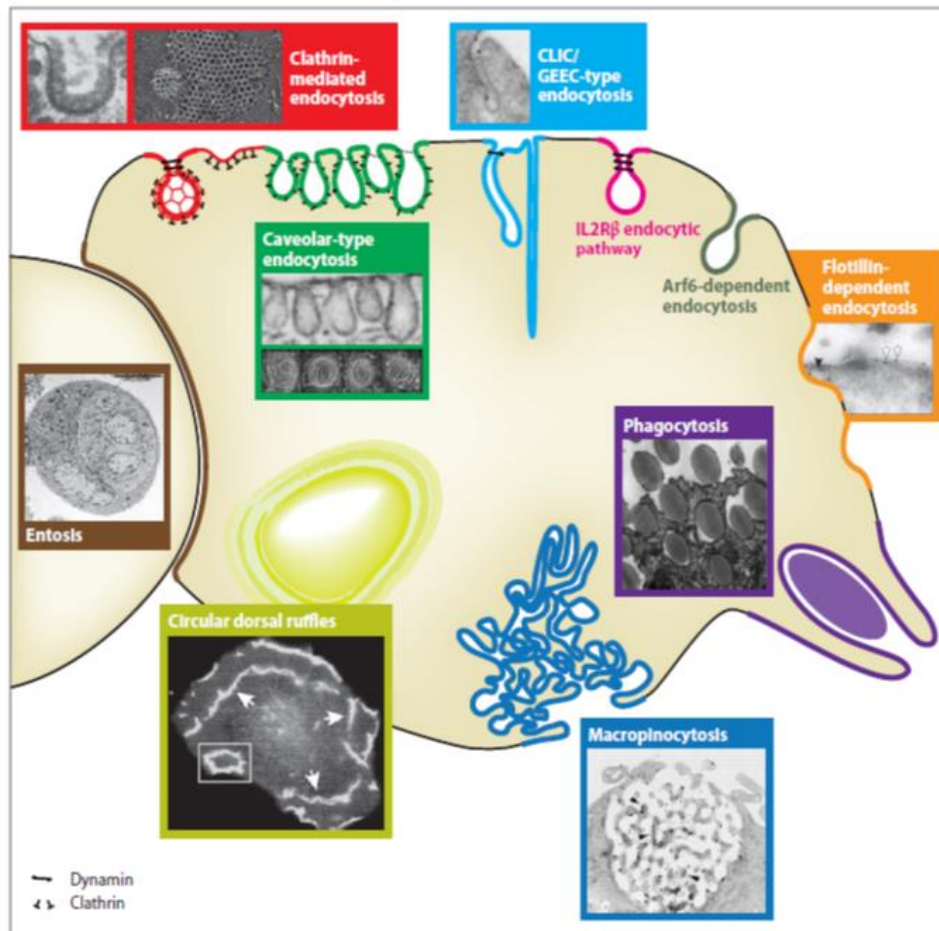 Clathrin-
mediated
endocytosis
CLIC/
GEEC-type
endocytosis
IL2Rβ endocytic
pathway
Caveolar-type
endocytosis
Arf6-dependent
endocytosis
Flotillin-
dependent
endocytosis
Phagocytosis
Entosis
Circular dorsal ruffles
Macropinocytosis
Dynamin
Clathrin